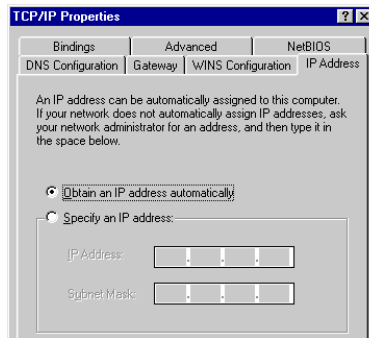 TCP/IP Properties
Bindings Advanced NetBIOS
DNS Configuration Gateway WINS Configuration IP Address
An IP address can be automatically assigned to this computer.
If your network does not automatically assign IP addresses, ask
your network administrator for an address, and then type it in
the space below.
Obtain an IP address automatically
Specify an IP address:
IP Address:
Subnet Mask: